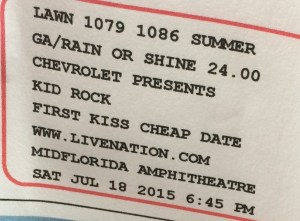 LAWN 1079 1086 SUMMER
GA/RAIN OR SHINE 24.00
CHEVROLET PRESENTS
KID ROCK
FIRST KISS CHEAP DATE
WWW.LIVENATION.COM
MIDFLORIDA AMPHITHEATRE
SAT JUL 18 2015 6:45 PM